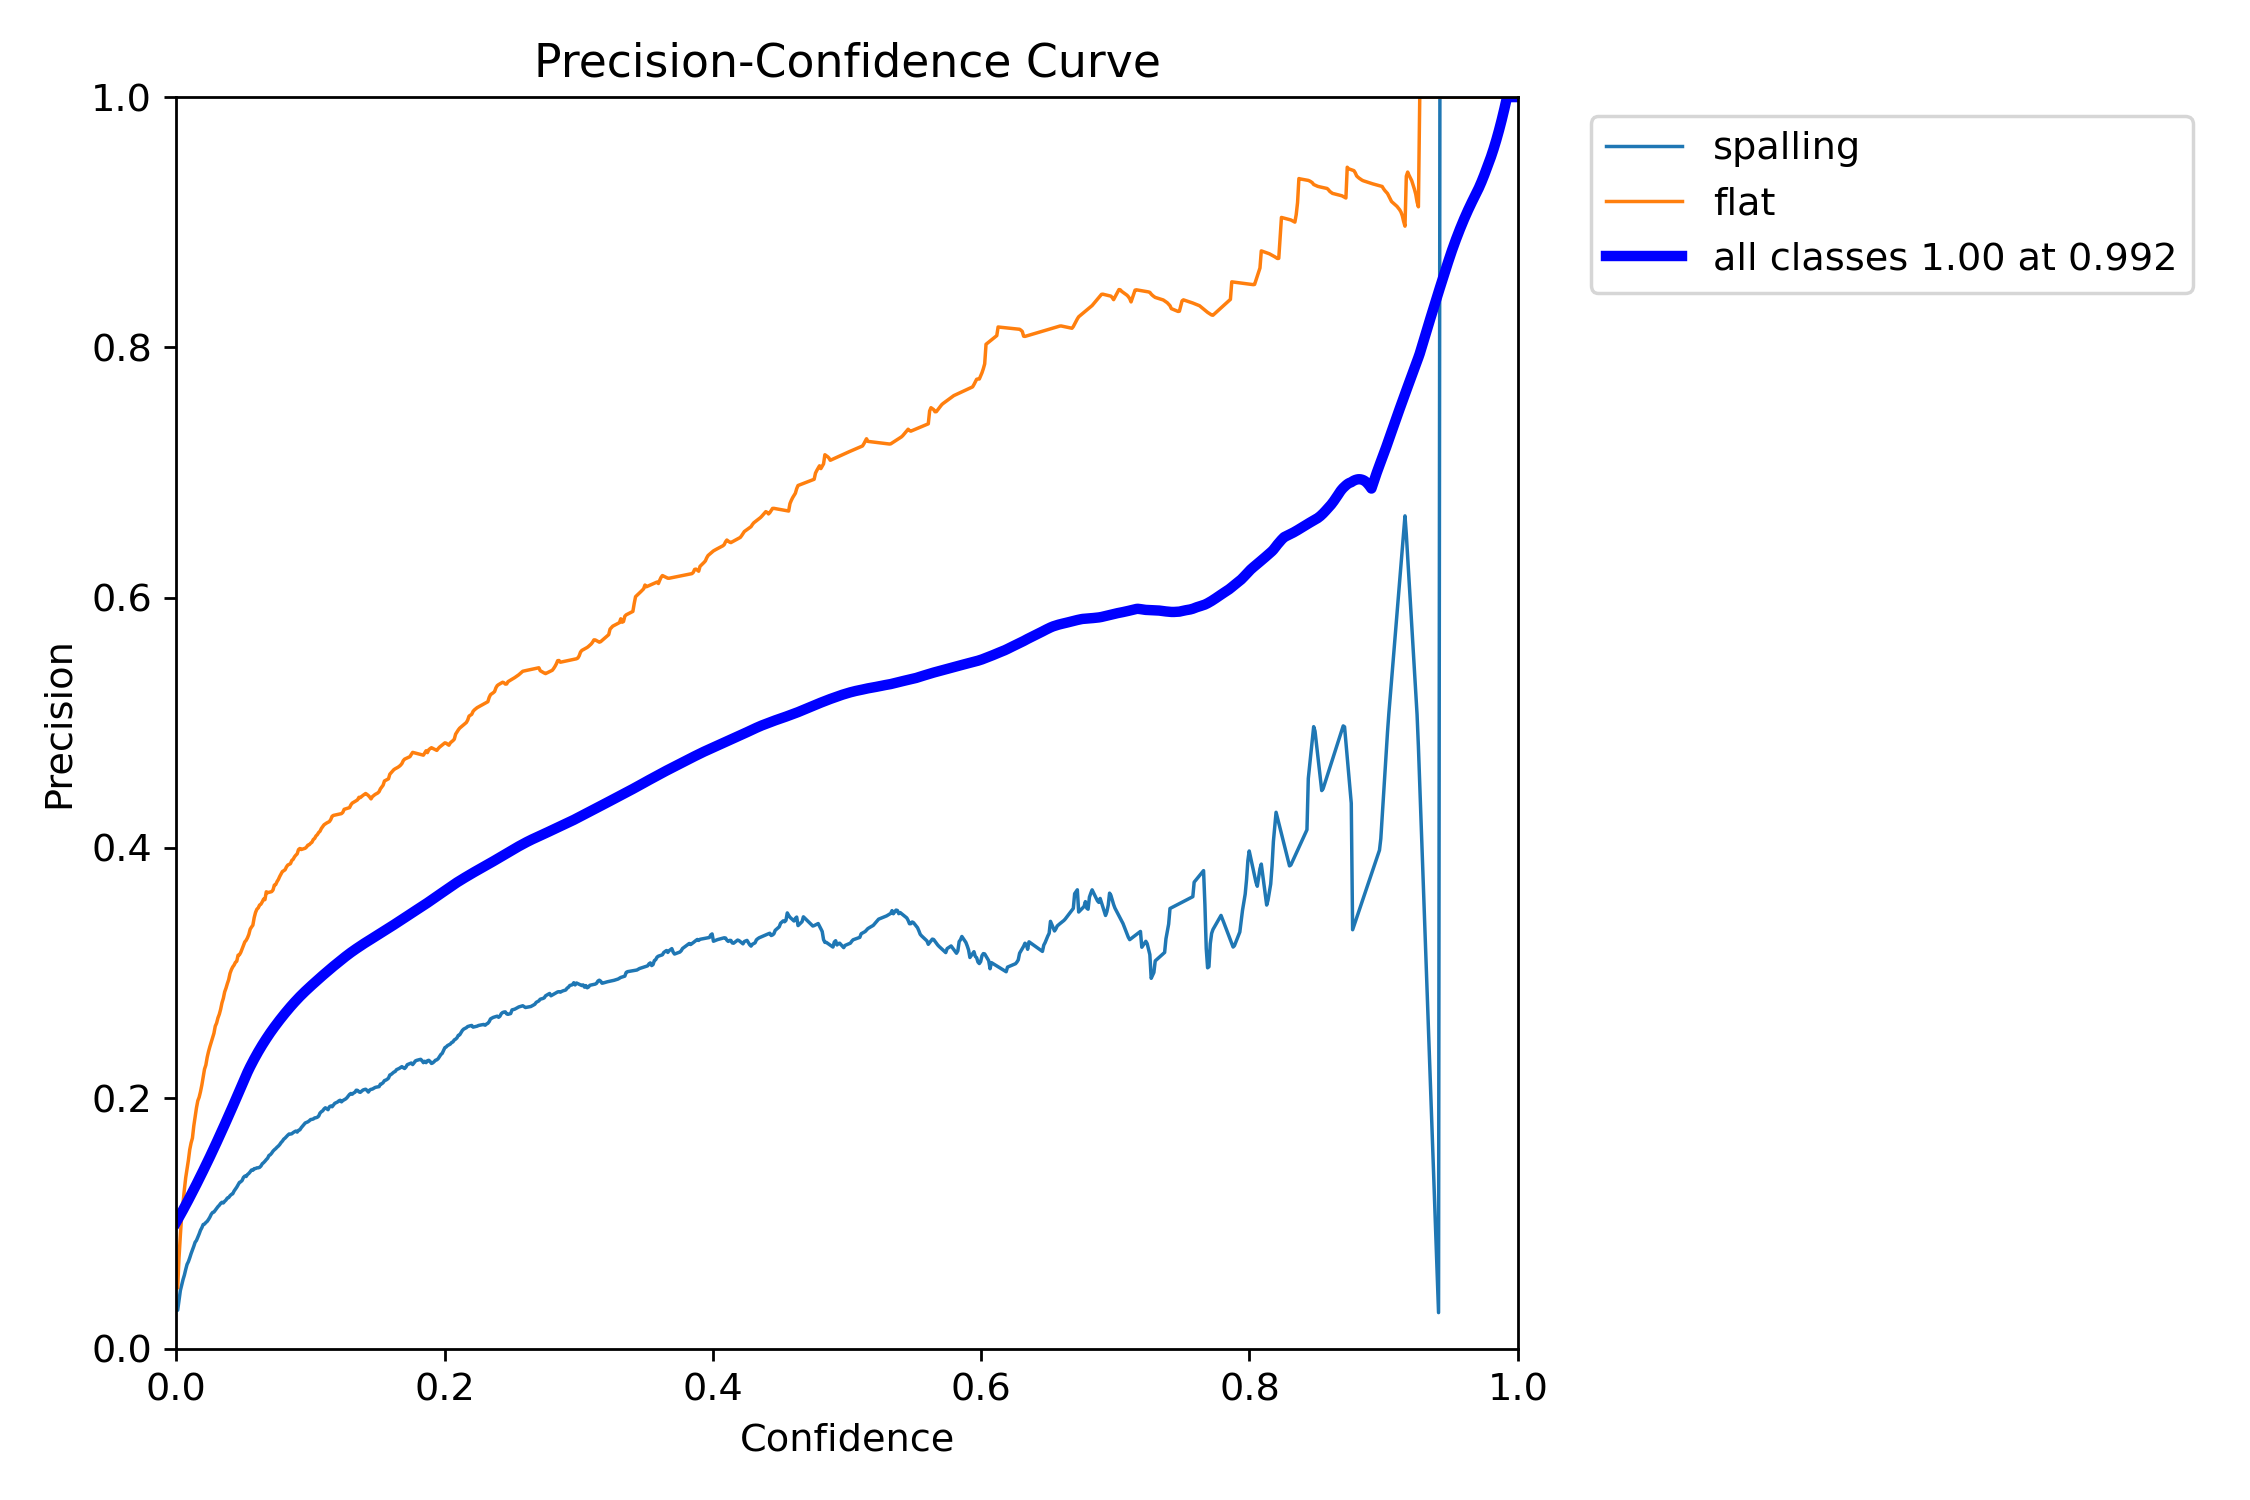 Precision-Confidence Curve
1.0
0.8
0.6
0.4
0.2
0.0
Precision
0.0 0.2 0.4 0.6 0.8 1.0
Confidence
spalling
flat
all classes 1.00 at 0.992